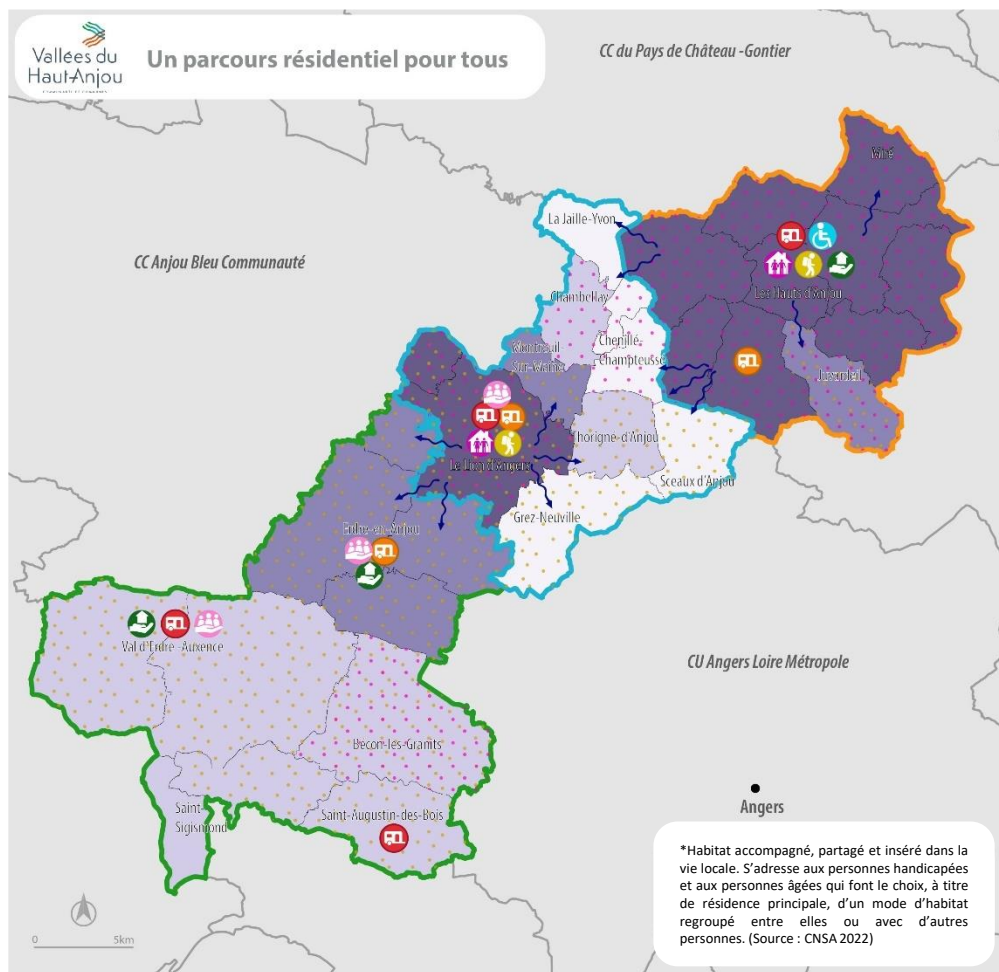 Vallées du
Haut-Anjou
Un parcours résidentiel pour tous
CC du Pays de Château -Gontier
Miré
La Jaille-Yvon
CC Anjou Bleu Communauté
Les Hauts d'Anjou
Chambellay
Chenillé-
Champteussé
Montreuil-
Sur-Maine
Juvardeil
Thorigné-d'Anjou
Le Lion d'Angers
Sceaux d'Anjou
Grez-Neuville
Erdre-en-Anjou
Val d'Erdre -Auxence
CU Angers Loire Métropole
Bécon-les-Granits
Saint-
Sigismond
Saint-Augustin-des-Bois
Angers
*Habitat accompagné, partagé et inséré dans la
vie locale. S'adresse aux personnes handicapées
et aux personnes âgées qui font le choix, à titre
de résidence principale, d'un mode d'habitat
regroupé entre elles ou avec d'autres
personnes. (Source : CNSA 2022)
0 5km